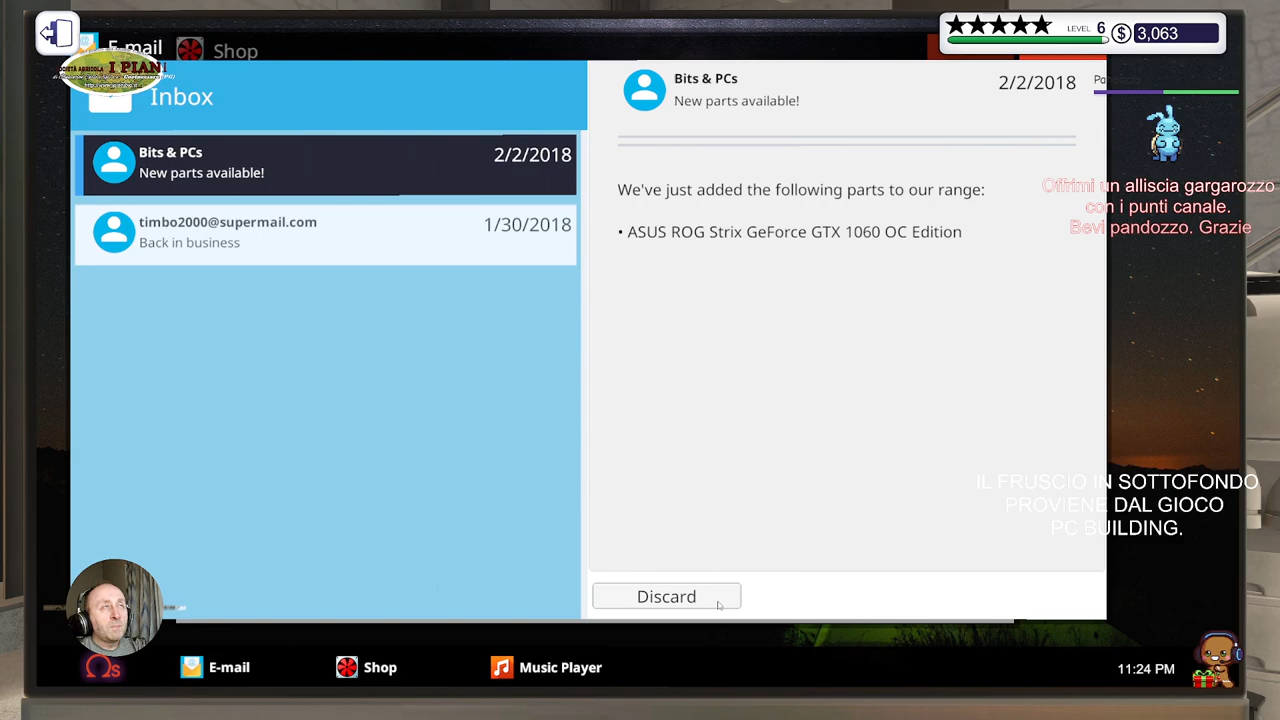 E-mail
Shop
LEVEL 6
$ 3,063
I PIANI
Inbox
Bits & PCs
2/2/2018
New parts available!
timbo2000@supermail.com
1/30/2018
Back in business
Bits & PCs
2/2/2018
New parts available!
We've just added the following parts to our range:
• ASUS ROG Strix GeForce GTX 1060 OC Edition
Offrimi un alliscia gargarozzo
con i punti canale.
Bevi pandozzo. Grazie
IL FRUSCIO IN SOTTOFONDO
PROVIENE DAL GIOCO
PC BUILDING.
Discard
Ωs
E-mail
Shop
Music Player
11:24 PM